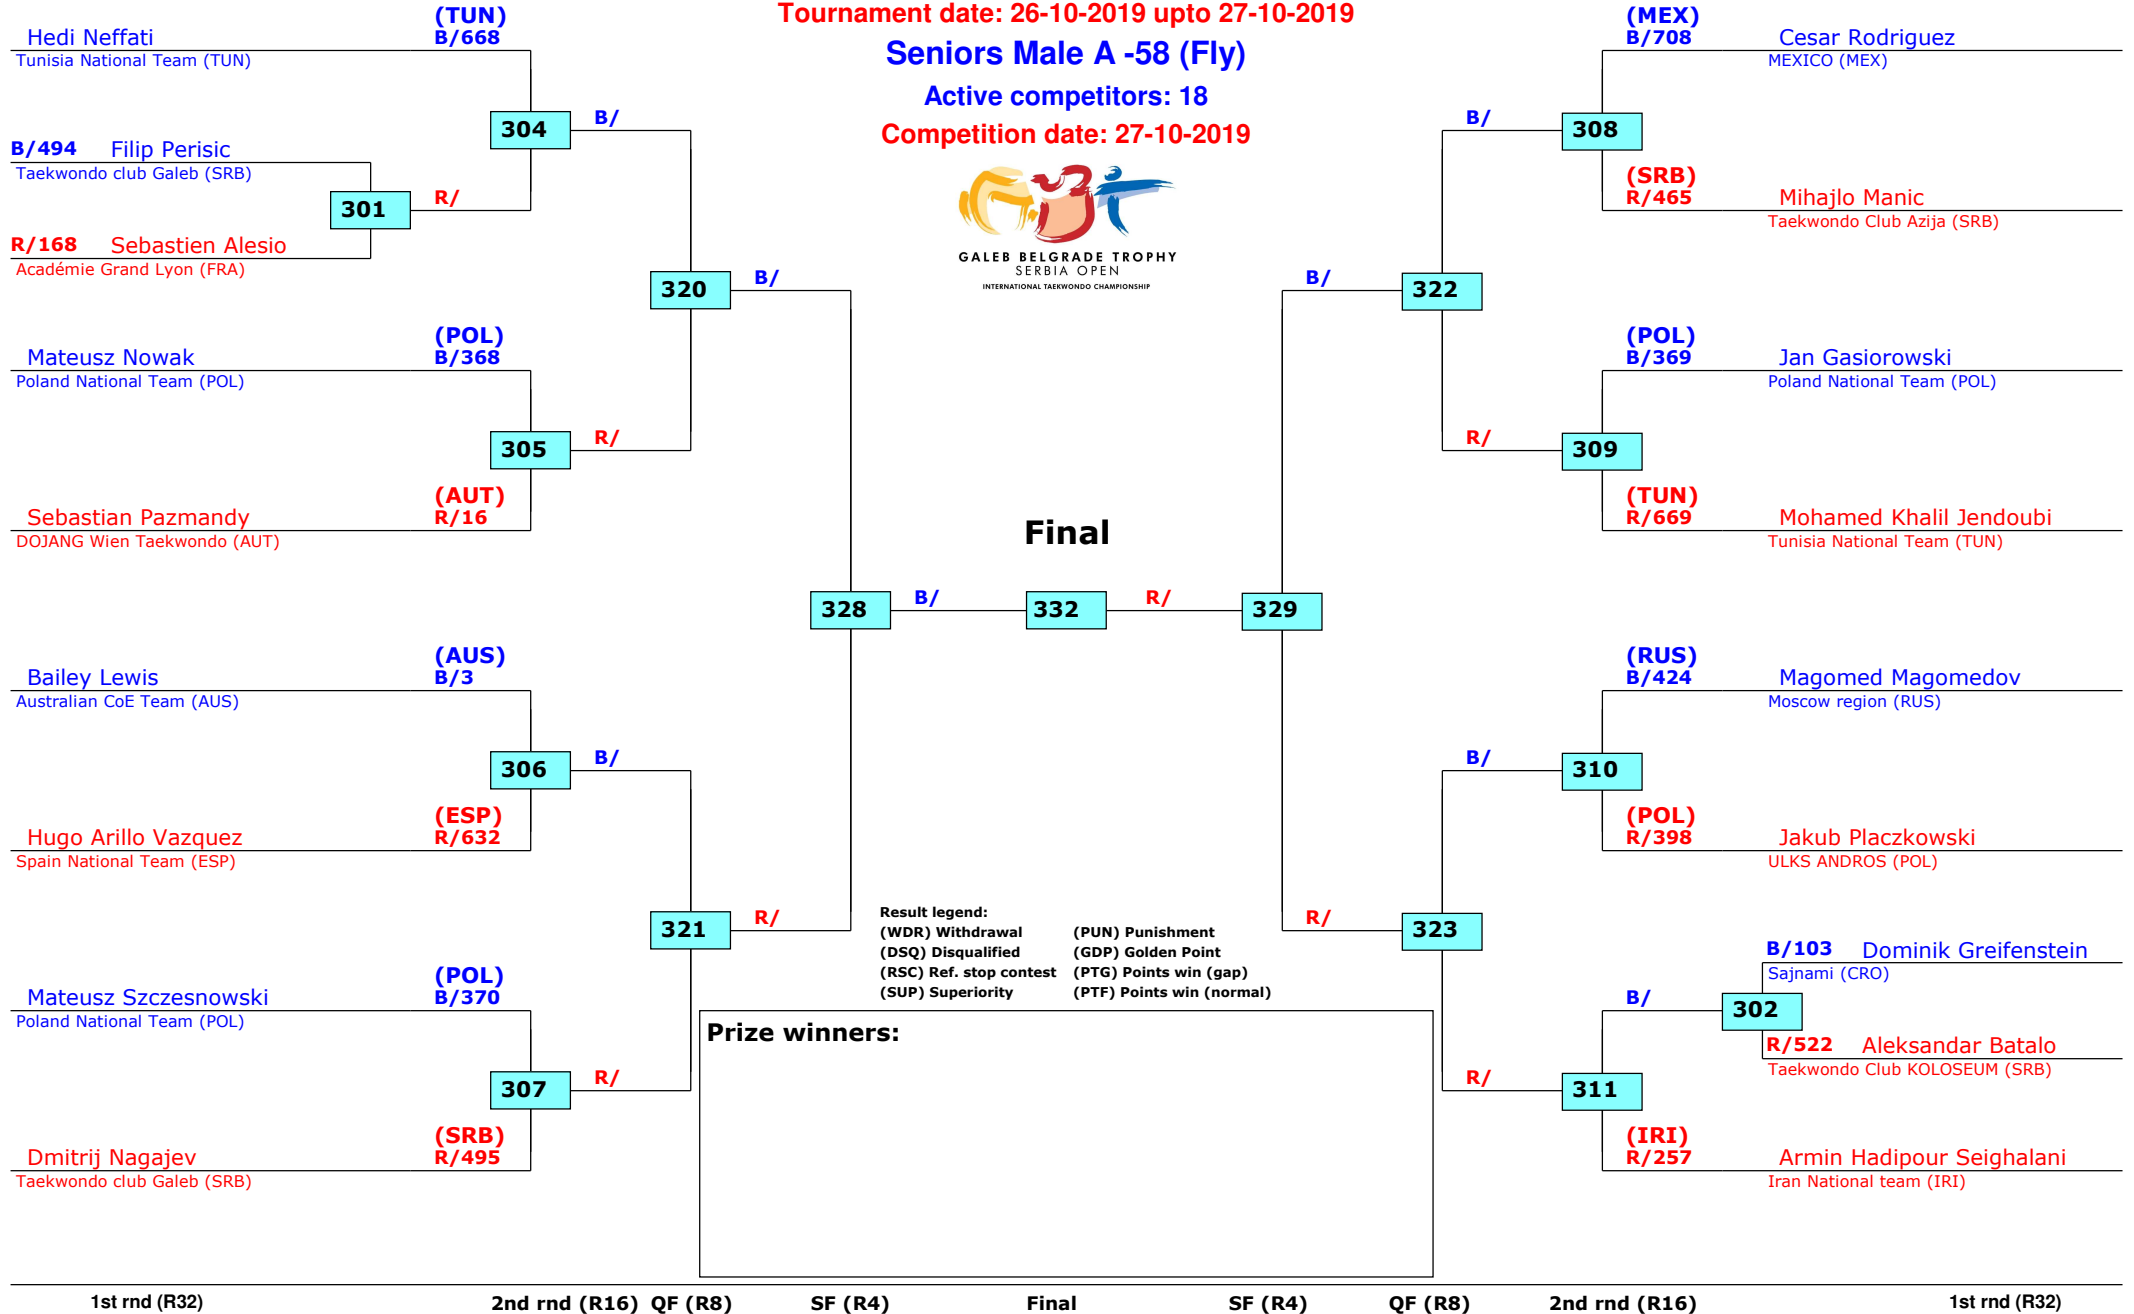 Tournament date: 26-10-2019 upto 27-10-2019
Seniors Male A -58 (Fly)
Active competitors: 18
Competition date: 27-10-2019
GALEB BELGRADE TROPHY
SERBIA OPEN
INTERNATIONAL TAEKWONDO CHAMPIONSHIP
(TUN)
Hedi Neffati B/668
Tunisia National Team (TUN)
304 B/
B/494 Filip Perisic
Taekwondo club Galeb (SRB)
301 R/
R/168 Sebastien Alesio
Académie Grand Lyon (FRA)
320 B/
(POL)
Mateusz Nowak B/368
Poland National Team (POL)
305 R/
(AUT)
Sebastian Pazmandy R/16
DOJANG Wien Taekwondo (AUT)
328 B/
(AUS)
Bailey Lewis B/3
Australian CoE Team (AUS)
306 B/
(ESP)
Hugo Arillo Vazquez R/632
Spain National Team (ESP)
321 R/
(POL)
Mateusz Szczesnowski B/370
Poland National Team (POL)
307 R/
(SRB)
Dmitrij Nagajev R/495
Taekwondo club Galeb (SRB)
Final
332
(MEX)
B/708 Cesar Rodriguez
MEXICO (MEX)
B/ 308
(SRB)
R/465 Mihajlo Manic
Taekwondo Club Azija (SRB)
B/ 322
(POL)
B/369 Jan Gasiorowski
Poland National Team (POL)
R/ 309
(TUN)
R/669 Mohamed Khalil Jendoubi
Tunisia National Team (TUN)
R/ 329
(RUS)
B/424 Magomed Magomedov
Moscow region (RUS)
B/ 310
(POL)
R/398 Jakub Placzkowski
ULKS ANDROS (POL)
R/ 323
B/103 Dominik Greifenstein
Sajnami (CRO)
B/ 302
R/522 Aleksandar Batalo
Taekwondo Club KOLOSEUM (SRB)
R/ 311
(IRI)
R/257 Armin Hadipour Seighalani
Iran National team (IRI)
Result legend:
(WDR) Withdrawal (PUN) Punishment
(DSQ) Disqualified (GDP) Golden Point
(RSC) Ref. stop contest (PTG) Points win (gap)
(SUP) Superiority (PTF) Points win (normal)
Prize winners:
1st rnd (R32) 2nd rnd (R16) QF (R8) SF (R4) Final SF (R4) QF (R8) 2nd rnd (R16) 1st rnd (R32)